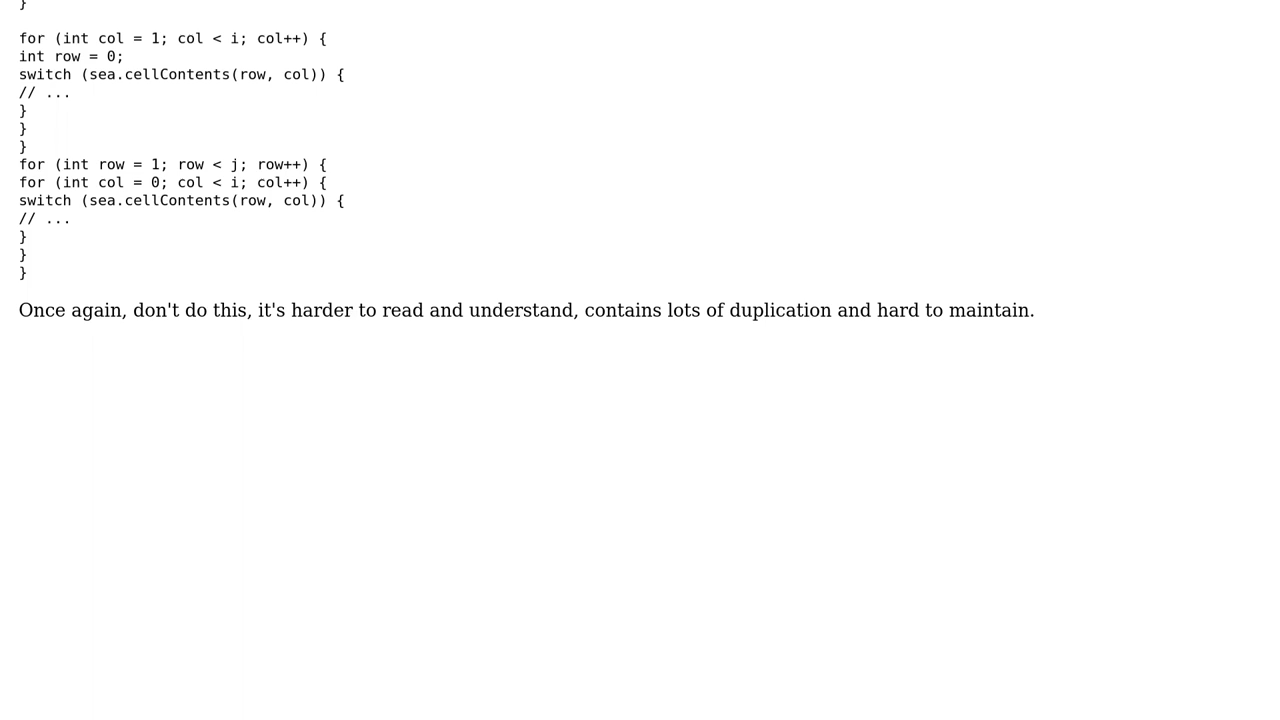 }
for (int col = 1; col < i; col++) {
int row = 0;
switch (sea.cellContents(row, col)) {
// ...
}
}
}
for (int row = 1; row < j; row++) {
for (int col = 0; col < i; col++) {
switch (sea.cellContents(row, col)) {
// ...
}
}
}
Once again, don't do this, it's harder to read and understand, contains lots of duplication and hard to maintain.